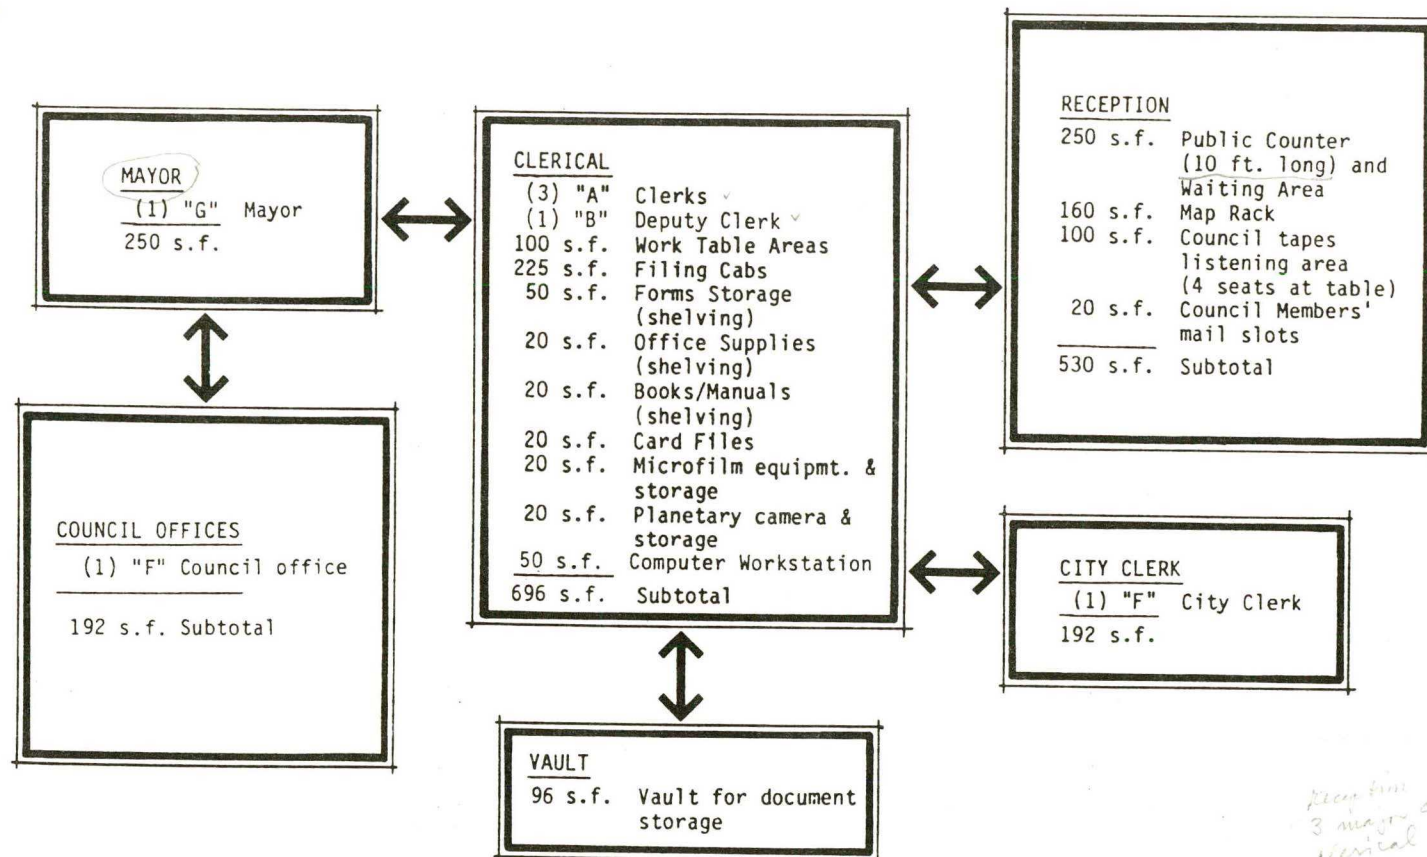 MAYOR
(1) "G" Mayor
250 s.f.
COUNCIL OFFICES
(1) "F" Council office
192 s.f. Subtotal
CLERICAL
(3) "A" Clerks
(1) "B" Deputy Clerk
100 s.f. Work Table Areas
225 s.f. Filing Cabs
50 s.f. Forms Storage
(shelving)
20 s.f. Office Supplies
(shelving)
20 s.f. Books/Manuals
(shelving)
20 s.f. Card Files
20 s.f. Microfilm equipmt. &
storage
20 s.f. Planetary camera &
storage
50 s.f. Computer Workstation
696 s.f. Subtotal
VAULT
96 s.f. Vault for document
storage
RECEPTION
250 s.f. Public Counter
(10 ft. long) and
Waiting Area
160 s.f. Map Rack
100 s.f. Council tapes
listening area
(4 seats at table)
20 s.f. Council Members'
mail slots
530 s.f. Subtotal
CITY CLERK
(1) "F" City Clerk
192 s.f.
3 major